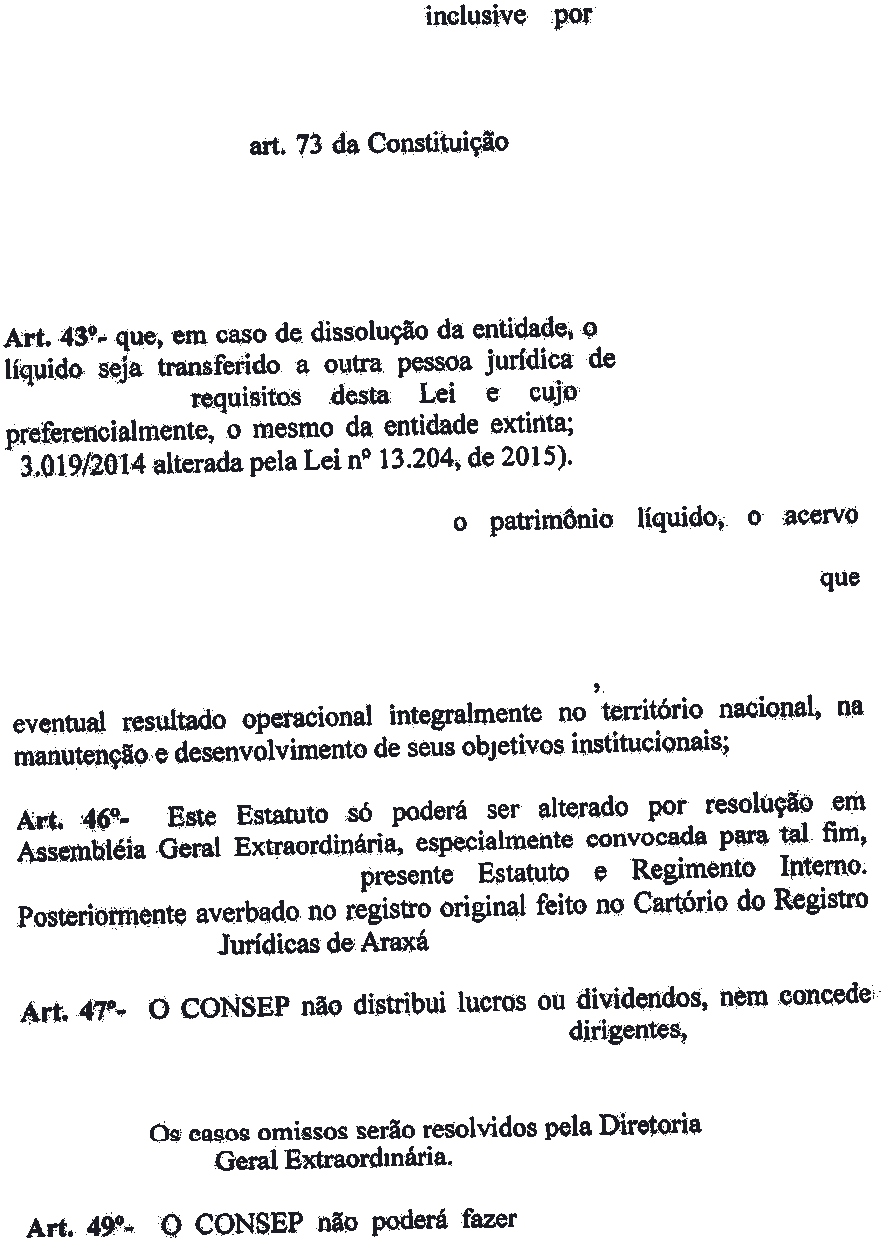 inclusive por
art. 73 da Constituição
Art. 43º- que, em caso de dissolução da entidade, o
líquido seja transferido a outra pessoa jurídica de
requisitos desta Lei e cujo
preferencialmente, o mesmo da entidade extinta;
3.019/2014 alterada pela Lei nº 13.204, de 2015).
o patrimônio líquido, o acervo
que
,
eventual resultado operacional integralmente no território nacional, na
manutenção e desenvolvimento de seus objetivos institucionais;
Art. 46º- Este Estatuto só poderá ser alterado por resolução em
Assembléia Geral Extraordinária, especialmente convocada para tal fim,
presente Estatuto e Regimento Interno.
Posteriormente averbado no registro original feito no Cartório do Registro
Jurídicas de Araxá
Art. 47º- O CONSEP não distribui lucros ou dividendos, nem concede
dirigentes,
Os casos omissos serão resolvidos pela Diretoria
Geral Extraordinária.
Art. 49º- O CONSEP não poderá fazer